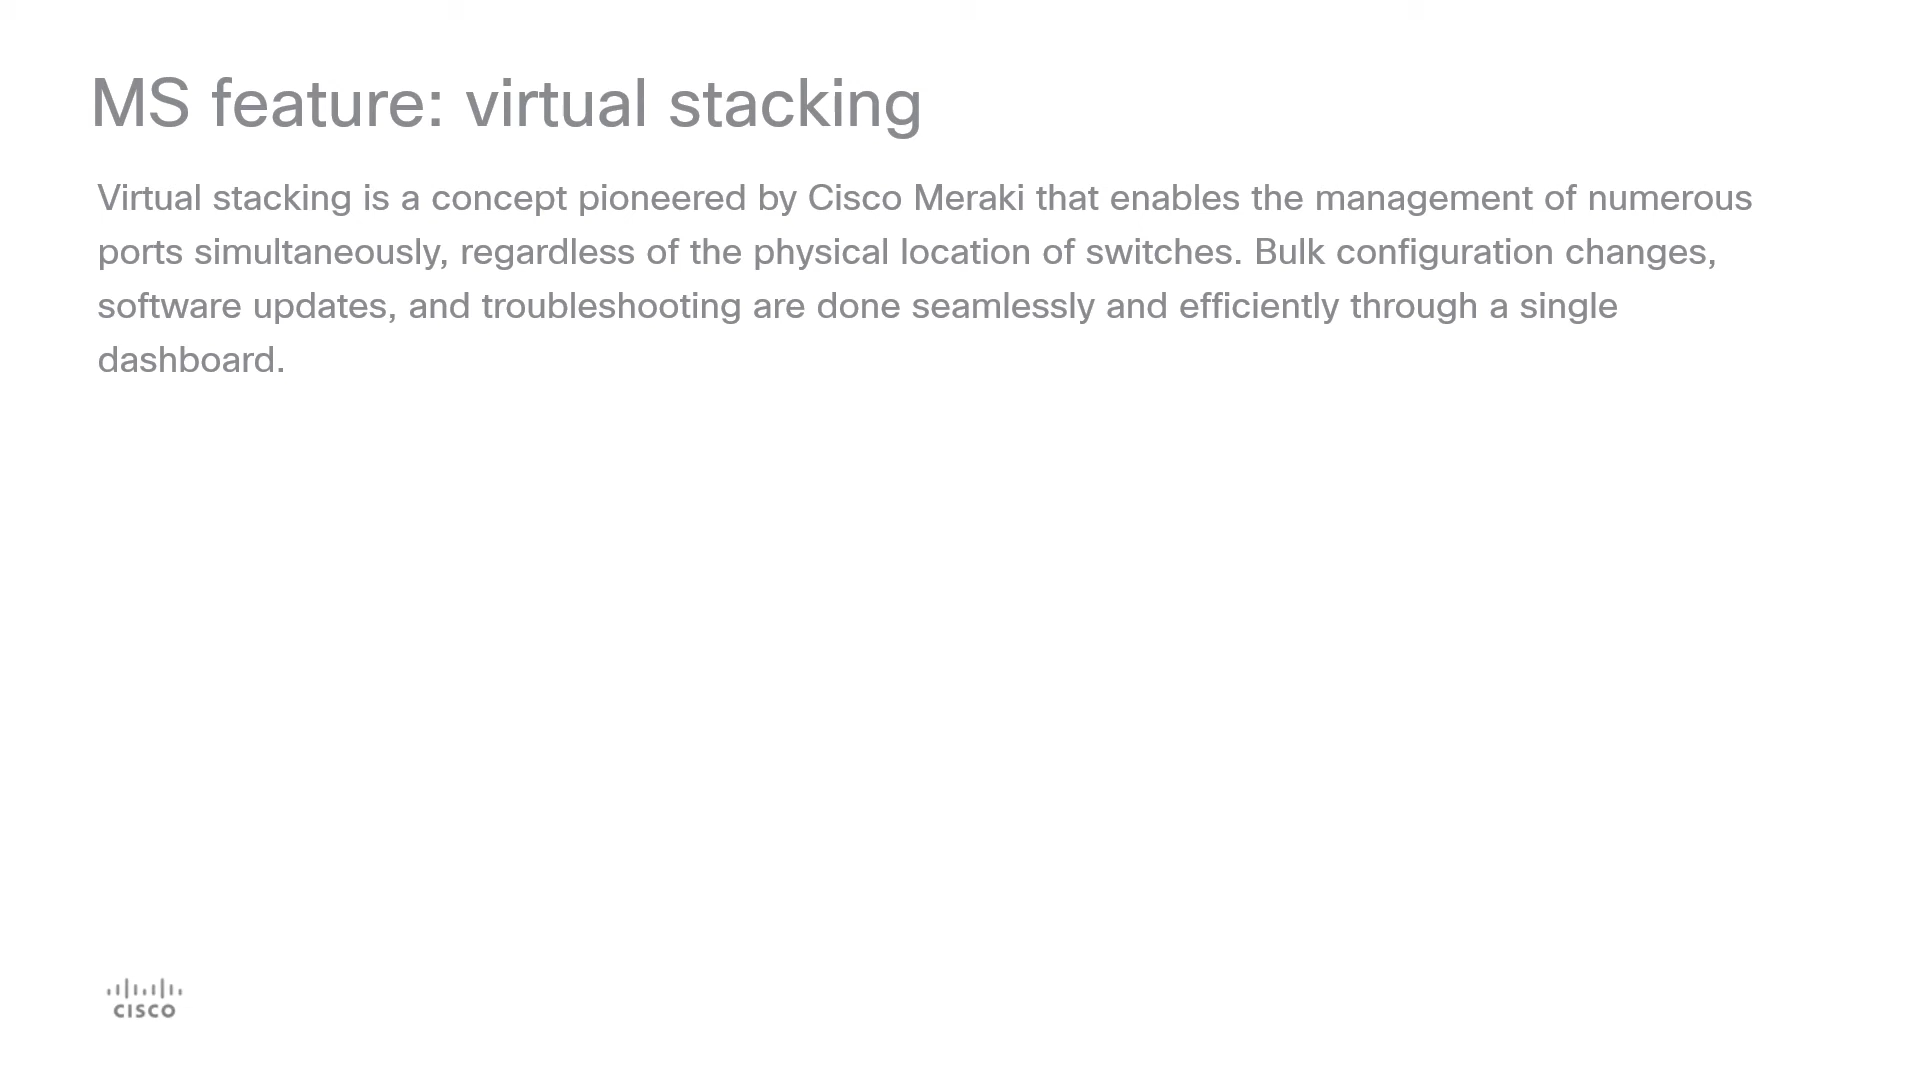 MS feature: virtual stacking
Virtual stacking is a concept pioneered by Cisco Meraki that enables the management of numerous
ports simultaneously, regardless of the physical location of switches. Bulk configuration changes,
software updates, and troubleshooting are done seamlessly and efficiently through a single
dashboard.
CISCO